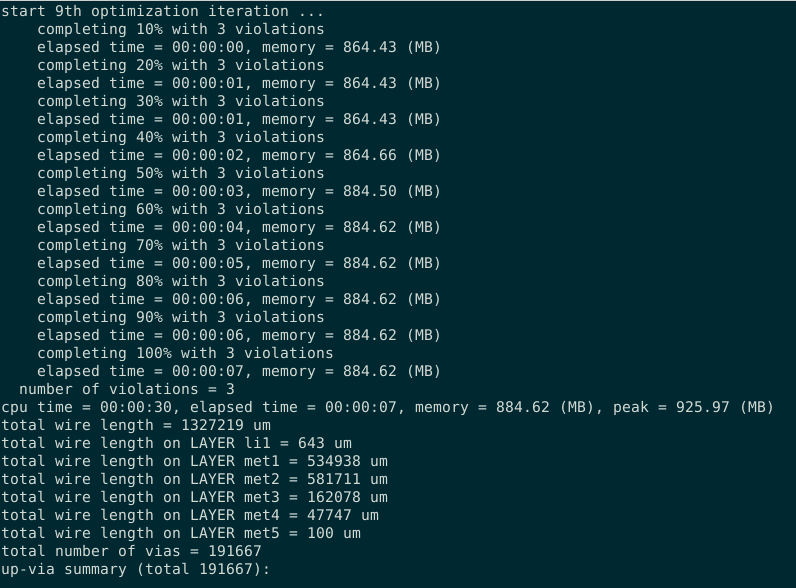 start 9th optimization iteration ...
    completing 10% with 3 violations
    elapsed time = 00:00:00, memory = 864.43 (MB)
    completing 20% with 3 violations
    elapsed time = 00:00:01, memory = 864.43 (MB)
    completing 30% with 3 violations
    elapsed time = 00:00:01, memory = 864.43 (MB)
    completing 40% with 3 violations
    elapsed time = 00:00:02, memory = 864.66 (MB)
    completing 50% with 3 violations
    elapsed time = 00:00:03, memory = 884.50 (MB)
    completing 60% with 3 violations
    elapsed time = 00:00:04, memory = 884.62 (MB)
    completing 70% with 3 violations
    elapsed time = 00:00:05, memory = 884.62 (MB)
    completing 80% with 3 violations
    elapsed time = 00:00:06, memory = 884.62 (MB)
    completing 90% with 3 violations
    elapsed time = 00:00:06, memory = 884.62 (MB)
    completing 100% with 3 violations
    elapsed time = 00:00:07, memory = 884.62 (MB)
  number of violations = 3
cpu time = 00:00:30, elapsed time = 00:00:07, memory = 884.62 (MB), peak = 925.97 (MB)
total wire length = 1327219 um
total wire length on LAYER li1 = 643 um
total wire length on LAYER met1 = 534938 um
total wire length on LAYER met2 = 581711 um
total wire length on LAYER met3 = 162078 um
total wire length on LAYER met4 = 47747 um
total wire length on LAYER met5 = 100 um
total number of vias = 191667
up-via summary (total 191667):